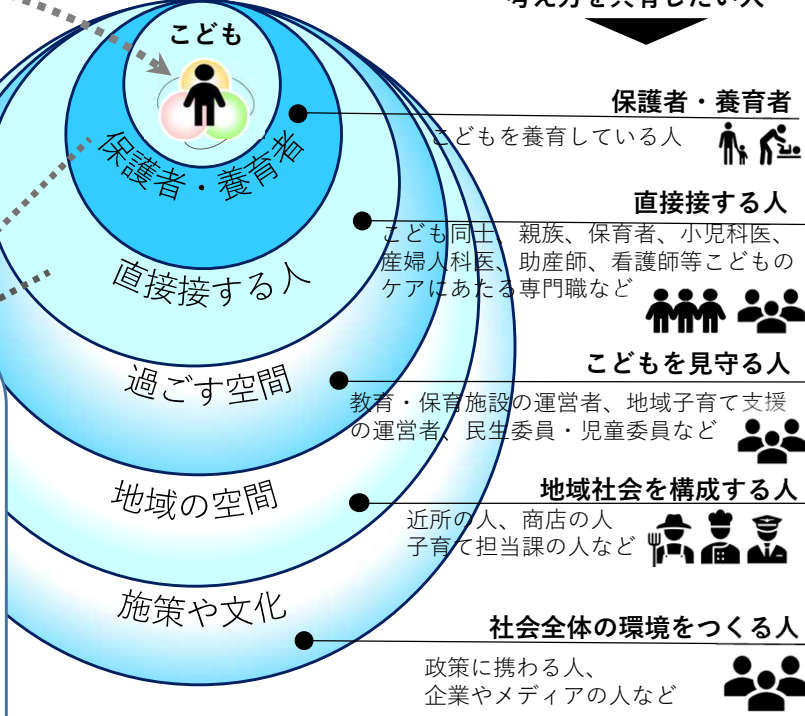 考え方を共有したい人
こども
保護者・養育者
直接接する人
過ごす空間
地域の空間
施策や文化
保護者・養育者
こどもを養育している人
直接接する人
こども同士、親族、保育者、小児科医、
産婦人科医、助産師、看護師等こどもの
ケアにあたる専門職など
こどもを見守る人
教育・保育施設の運営者、地域子育て支援
の運営者、民生委員・児童委員など
地域社会を構成する人
近所の人、商店の人
子育て担当課の人など
社会全体の環境をつくる人
政策に携わる人、
企業やメディアの人など